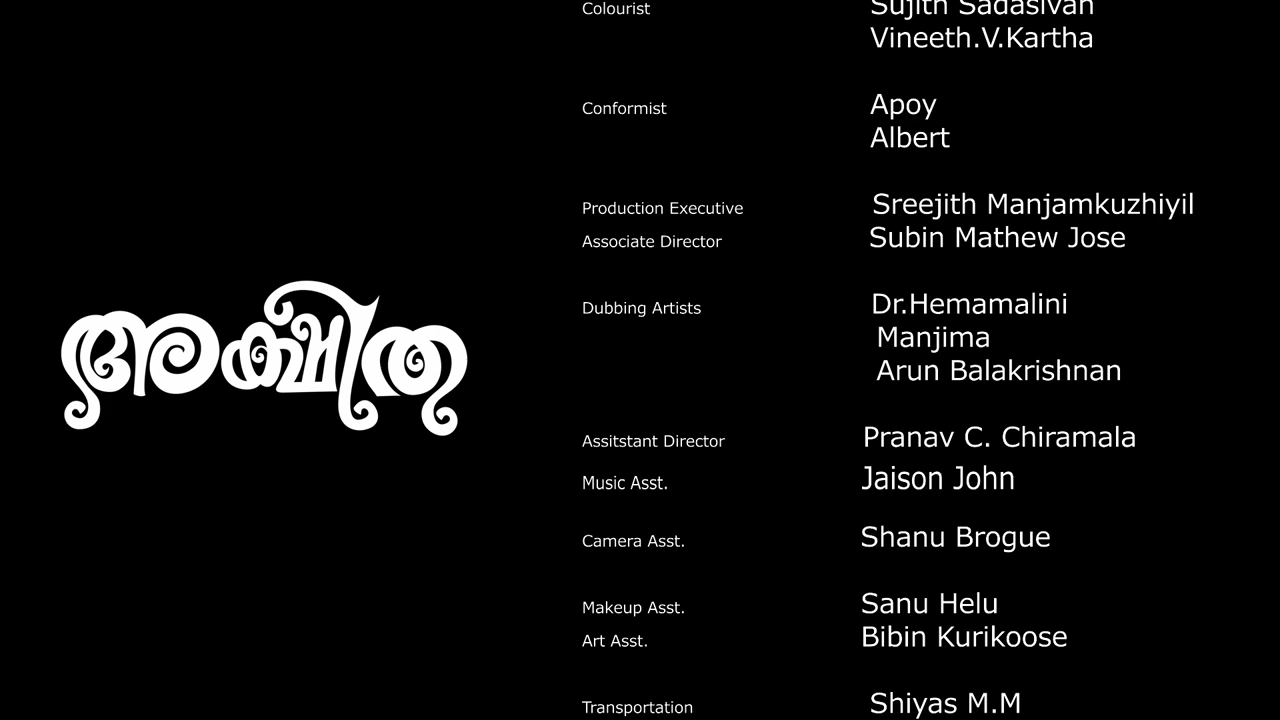 Colourist Sujith Sadasivan
Vineeth.V.Kartha
Conformist Apoy
Albert
Production Executive Sreejith Manjamkuzhiyil
Associate Director Subin Mathew Jose
Dubbing Artists Dr.Hemamalini
Manjima
Arun Balakrishnan
അക്ഷിത
Assitstant Director Pranav C. Chiramala
Music Asst. Jaison John
Camera Asst. Shanu Brogue
Makeup Asst. Sanu Helu
Art Asst. Bibin Kurikoose
Transportation Shiyas M.M